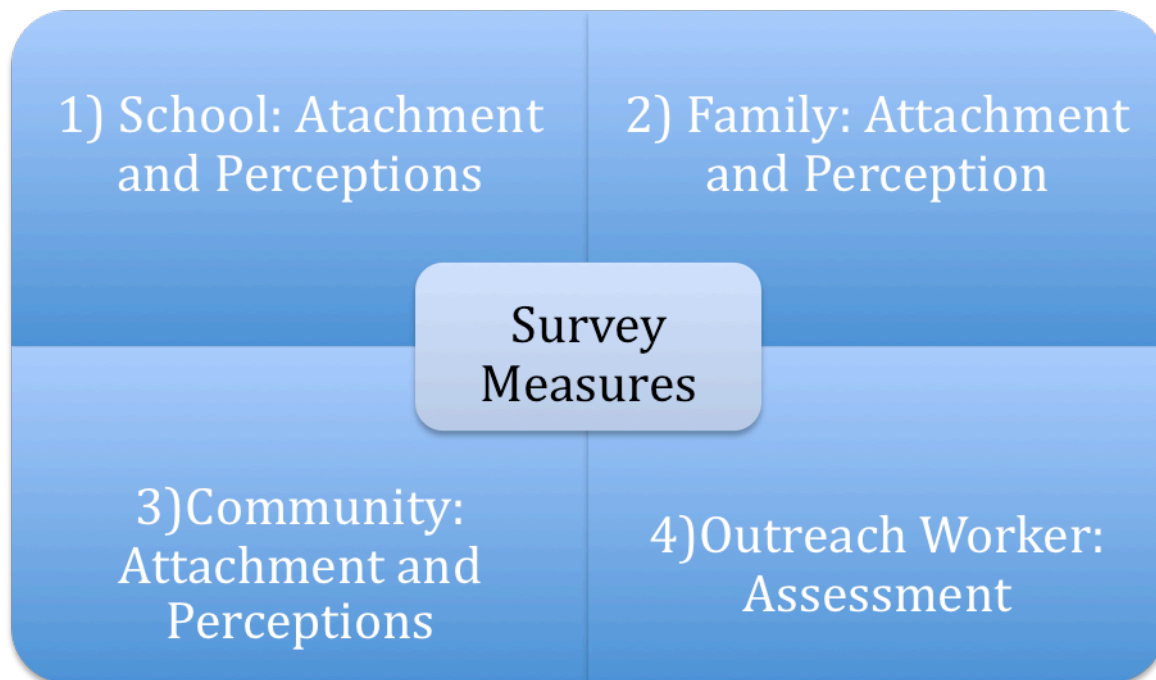 1) School: Atachment
and Perceptions
2) Family: Attachment
and Perception
Survey
Measures
3)Community:
Attachment and
Perceptions
4)Outreach Worker:
Assessment